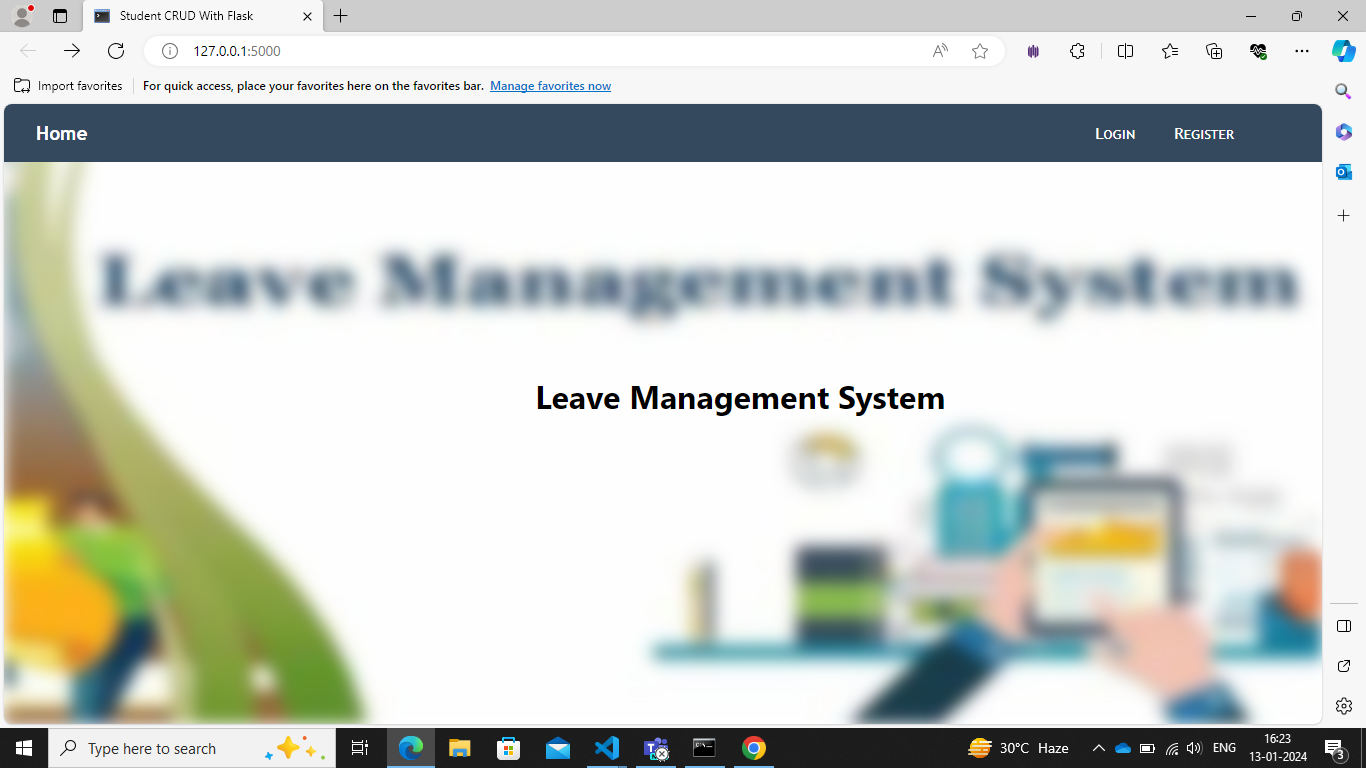 Student CRUD With Flask
127.0.0.1:5000
Import favorites For quick access, place your favorites here on the favorites bar. Manage favorites now
Home LOGIN REGISTER
Leave Management System
Leave Management System
Type here to search 30°C Haze ENG 16:23
13-01-2024 3